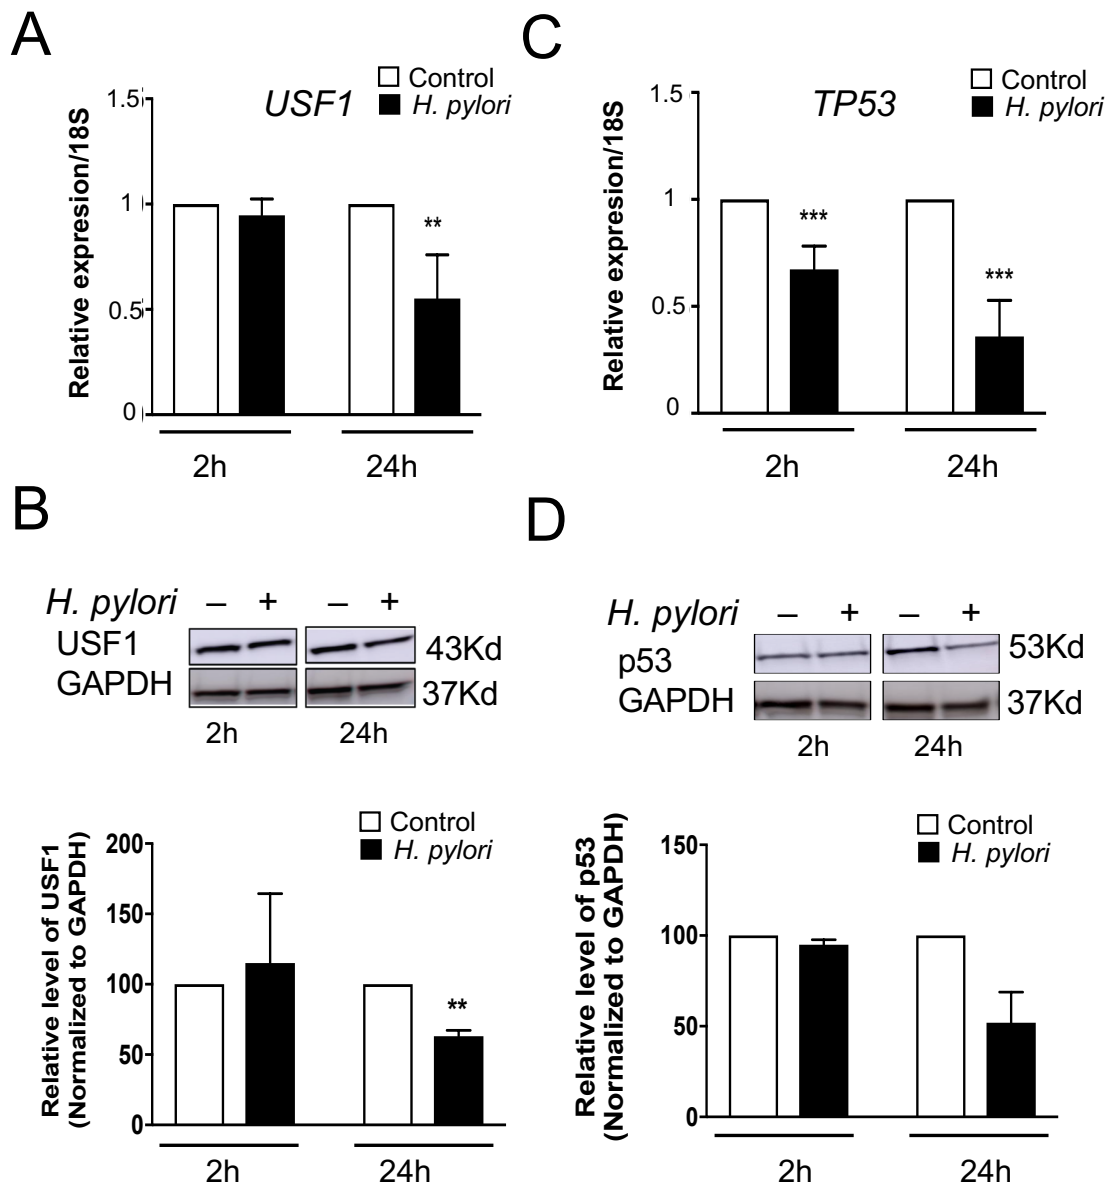 A
Control
H. pylori
USF1
Relative expresion/18S
1.5
1
0.5
0
**
2h
24h
C
Control
H. pylori
TP53
Relative expresion/18S
1.5
1
0.5
0
***
***
2h
24h
B
H. pylori – + – +
USF1 43Kd
GAPDH 37Kd
2h 24h
Control
H. pylori
Relative level of USF1
(Normalized to GAPDH)
200
150
100
50
0
**
2h
24h
D
H. pylori – + – +
p53 53Kd
GAPDH 37Kd
2h 24h
Control
H. pylori
Relative level of p53
(Normalized to GAPDH)
150
100
50
0
2h
24h